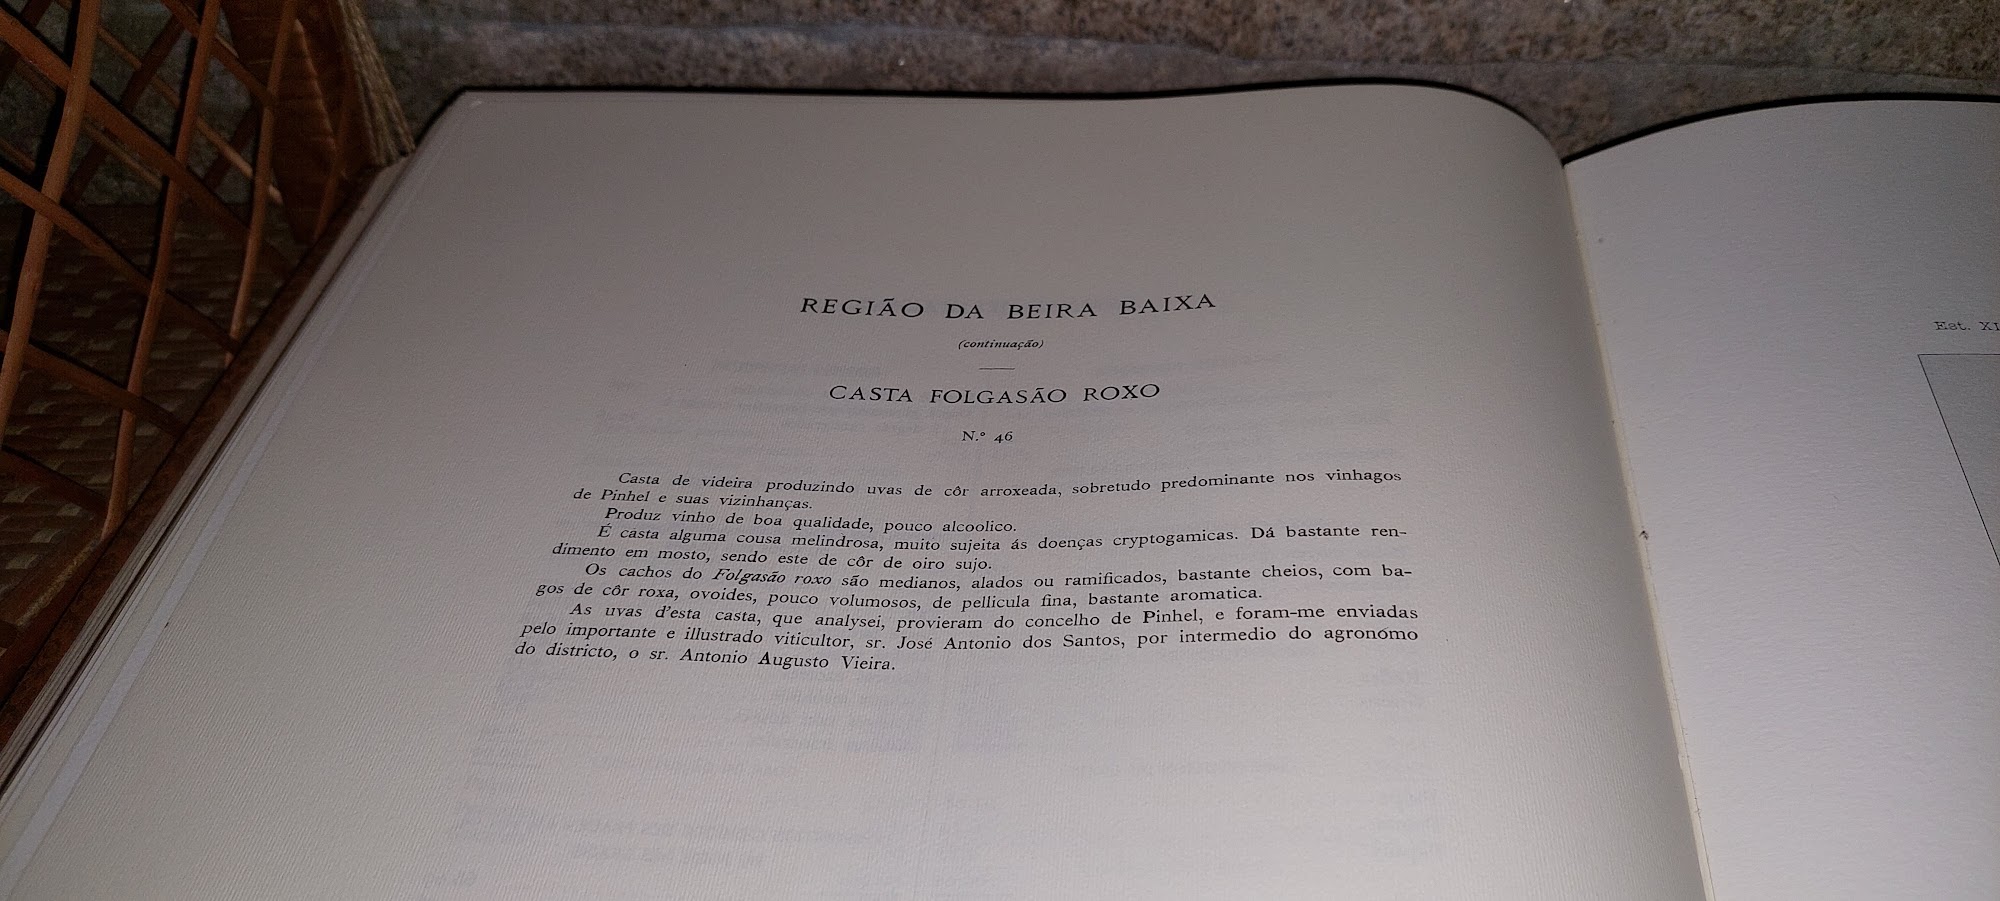 REGIÃO DA BEIRA BAIXA
(continuação)
CASTA FOLGASÃO ROXO
N.º 46
Casta de videira produzindo uvas de côr arroxeada, sobretudo predominante nos vinhagos
de Pinhel e suas vizinhanças.
Produz vinho de boa qualidade, pouco alcoolico.
É casta alguma cousa melindrosa, muito sujeita ás doenças cryptogamicas. Dá bastante ren-
dimento em mosto, sendo este de côr de oiro sujo.
Os cachos do Folgasão roxo são medianos, alados ou ramificados, bastante cheios, com ba-
gos de côr roxa, ovoides, pouco volumosos, de pellicula fina, bastante aromatica.
As uvas d'esta casta, que analysei, provieram do concelho de Pinhel, e foram-me enviadas
pelo importante e illustrado viticultor, sr. José Antonio dos Santos, por intermedio do agronómo
do districto, o sr. Antonio Augusto Vieira.
Est.